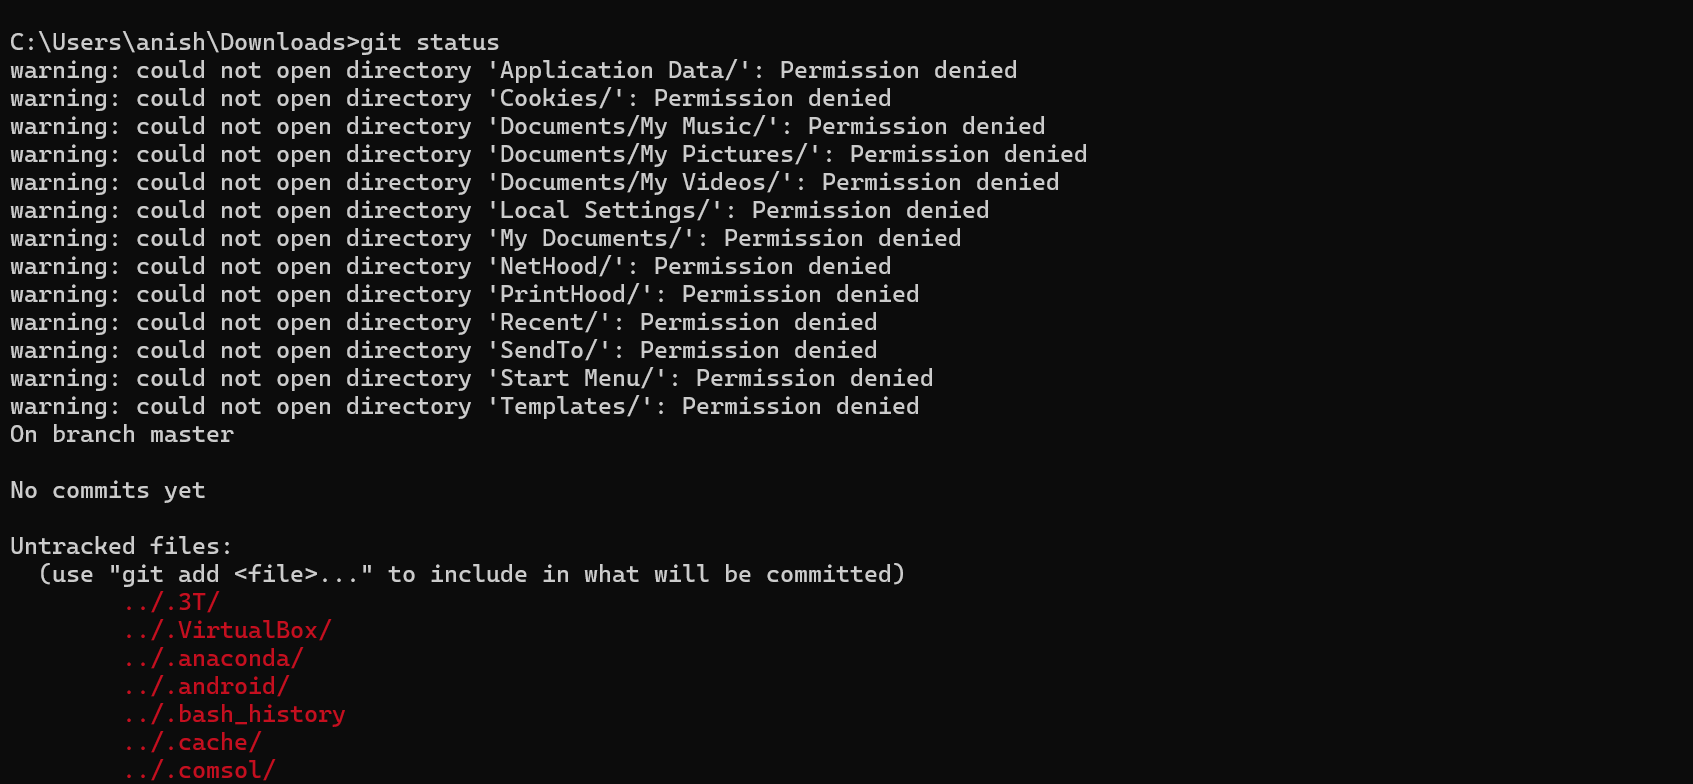 C:\Users\anish\Downloads>git status
warning: could not open directory 'Application Data/': Permission denied
warning: could not open directory 'Cookies/': Permission denied
warning: could not open directory 'Documents/My Music/': Permission denied
warning: could not open directory 'Documents/My Pictures/': Permission denied
warning: could not open directory 'Documents/My Videos/': Permission denied
warning: could not open directory 'Local Settings/': Permission denied
warning: could not open directory 'My Documents/': Permission denied
warning: could not open directory 'NetHood/': Permission denied
warning: could not open directory 'PrintHood/': Permission denied
warning: could not open directory 'Recent/': Permission denied
warning: could not open directory 'SendTo/': Permission denied
warning: could not open directory 'Start Menu/': Permission denied
warning: could not open directory 'Templates/': Permission denied
On branch master
No commits yet
Untracked files:
  (use "git add <file>..." to include in what will be committed)
        ../.3T/
        ../.VirtualBox/
        ../.anaconda/
        ../.android/
        ../.bash_history
        ../.cache/
        ../.comsol/